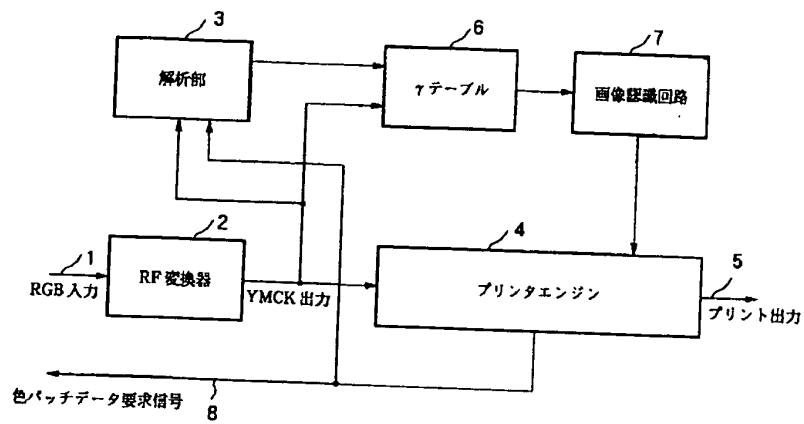 3
解析部
6
γテーブル
7
画像認識回路
1
RGB入力
2
RF変換器
YMCK出力
4
プリンタエンジン
5
プリント出力
色パッチデータ要求信号
8